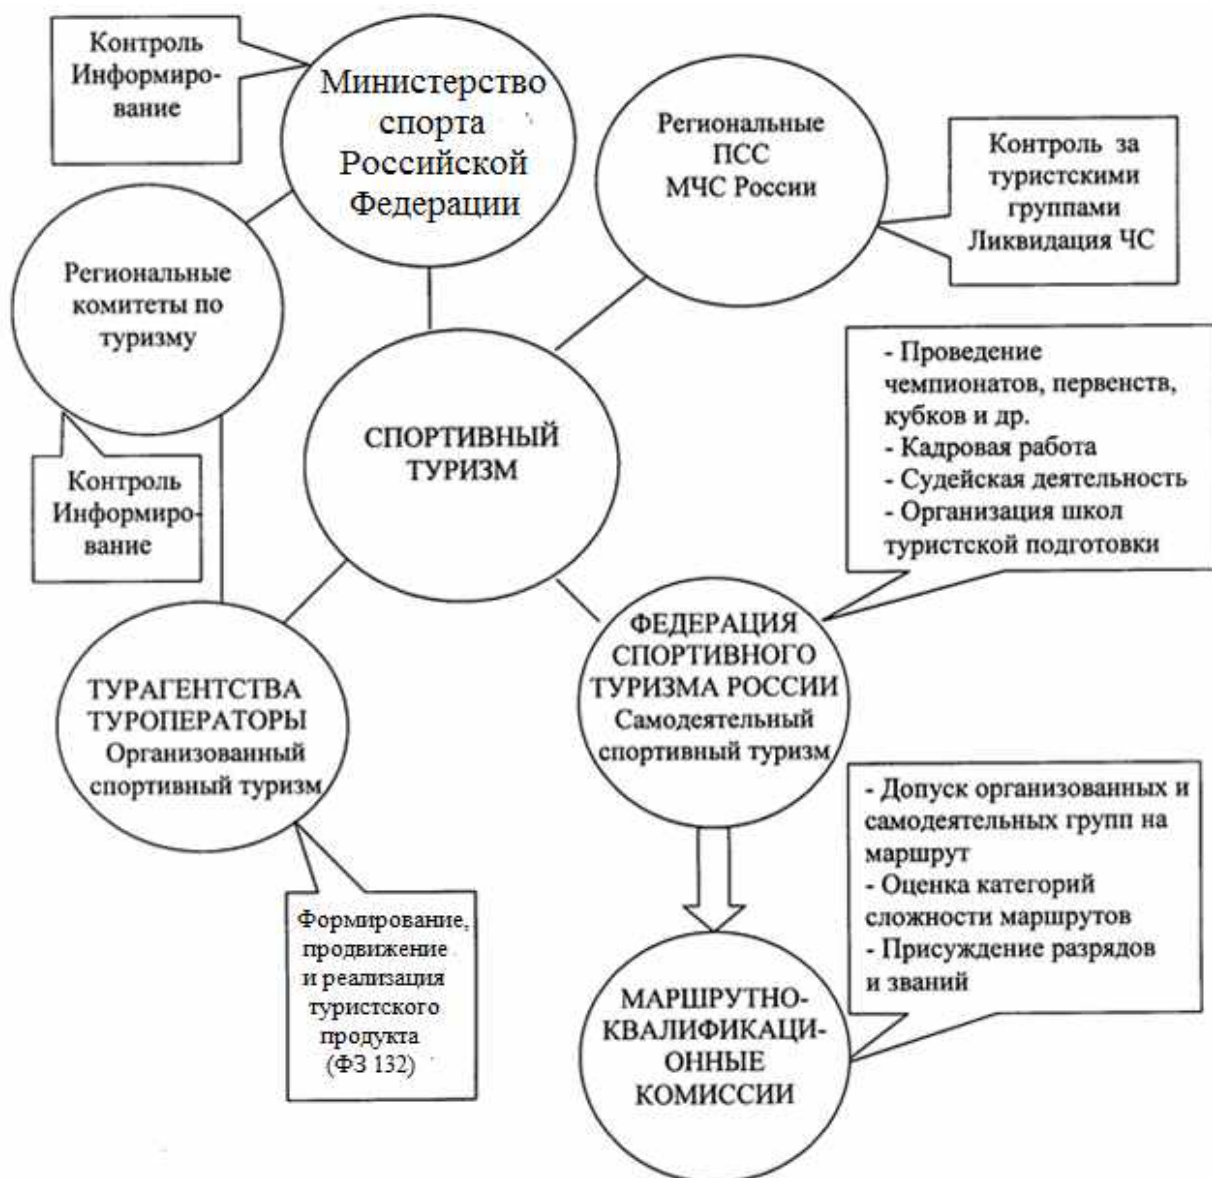 Контроль
Информиро-
вание
Министерство
спорта
Российской
Федерации
Региональные
ПСС
МЧС России
Контроль за
туристскими
группами
Ликвидация ЧС
Региональные
комитеты по
туризму
Контроль
Информиро-
вание
СПОРТИВНЫЙ
ТУРИЗМ
- Проведение
чемпионатов, первенств,
кубков и др.
- Кадровая работа
- Судейская деятельность
- Организация школ
туристской подготовки
ТУРАГЕНТСТВА
ТУРОПЕРАТОРЫ
Организованный
спортивный туризм
ФЕДЕРАЦИЯ
СПОРТИВНОГО
ТУРИЗМА РОССИИ
Самодеятельный
спортивный туризм
Формирование,
продвижение
и реализация
туристского
продукта
(ФЗ 132)
- Допуск организованных и
самодеятельных групп на
маршрут
- Оценка категорий
сложности маршрутов
- Присуждение разрядов
и званий
МАРШРУТНО-
КВАЛИФИКАЦИ-
ОННЫЕ
КОМИССИИ